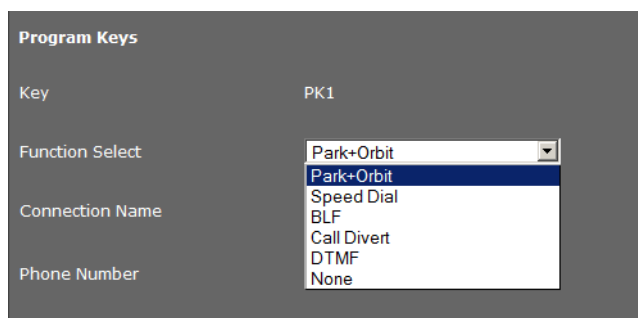 Program Keys
Key PK1
Function Select Park+Orbit
Park+Orbit
Speed Dial
BLF
Connection Name
Call Divert
DTMF
Phone Number
None